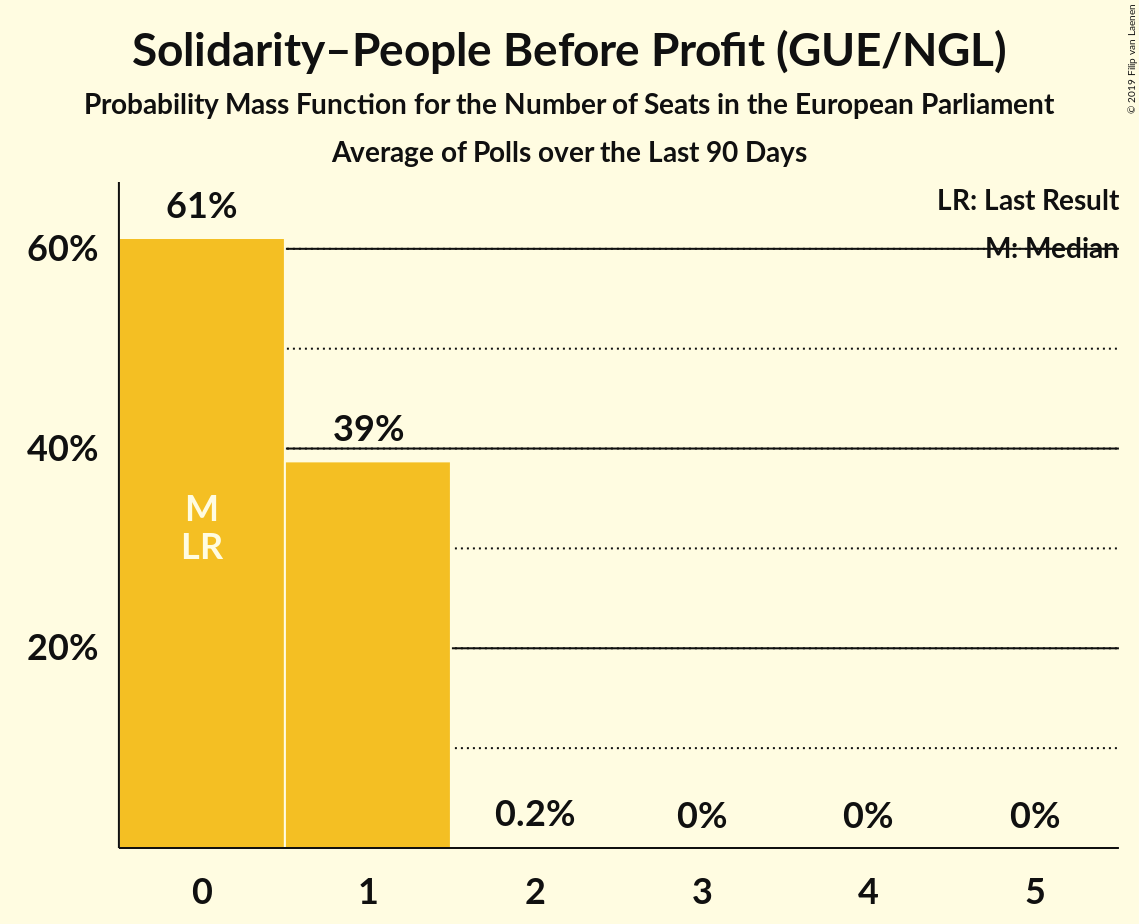 Solidarity–People Before Profit (GUE/NGL)
Probability Mass Function for the Number of Seats in the European Parliament
Average of Polls over the Last 90 Days
© 2019 Filip van Laenen
LR: Last Result
M: Median
61%
60%
39%
40%
M
LR
20%
0.2%
0%
0%
0%
0 1 2 3 4 5